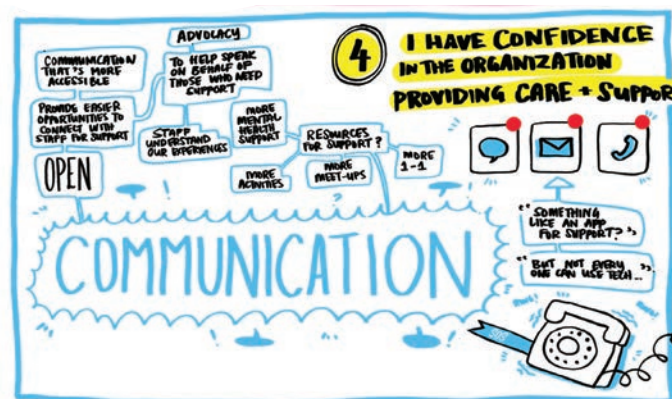 ADVOCACY
COMMUNICATION
THAT'S MORE
ACCESSIBLE
TO HELP SPEAK
ON BEHALF OF
THOSE WHO NEED
SUPPORT
PROVIDE EASIER
OPPORTUNITIES TO
CONNECT WITH
STAFF FOR SUPPORT
STAFF
UNDERSTAND
OUR EXPERIENCES
OPEN
MORE
MENTAL
HEALTH
SUPPORT
RESOURCES
FOR SUPPORT?
MORE
ACTIVITIES
MORE
MEET-UPS
MORE
1-1
COMMUNICATION
4
I HAVE CONFIDENCE
IN THE ORGANIZATION
PROVIDING CARE + SUPPOR
"SOMETHING
LIKE AN APP
FOR SUPPORT?"
"BUT NOT EVERY
ONE CAN USE TECH..."